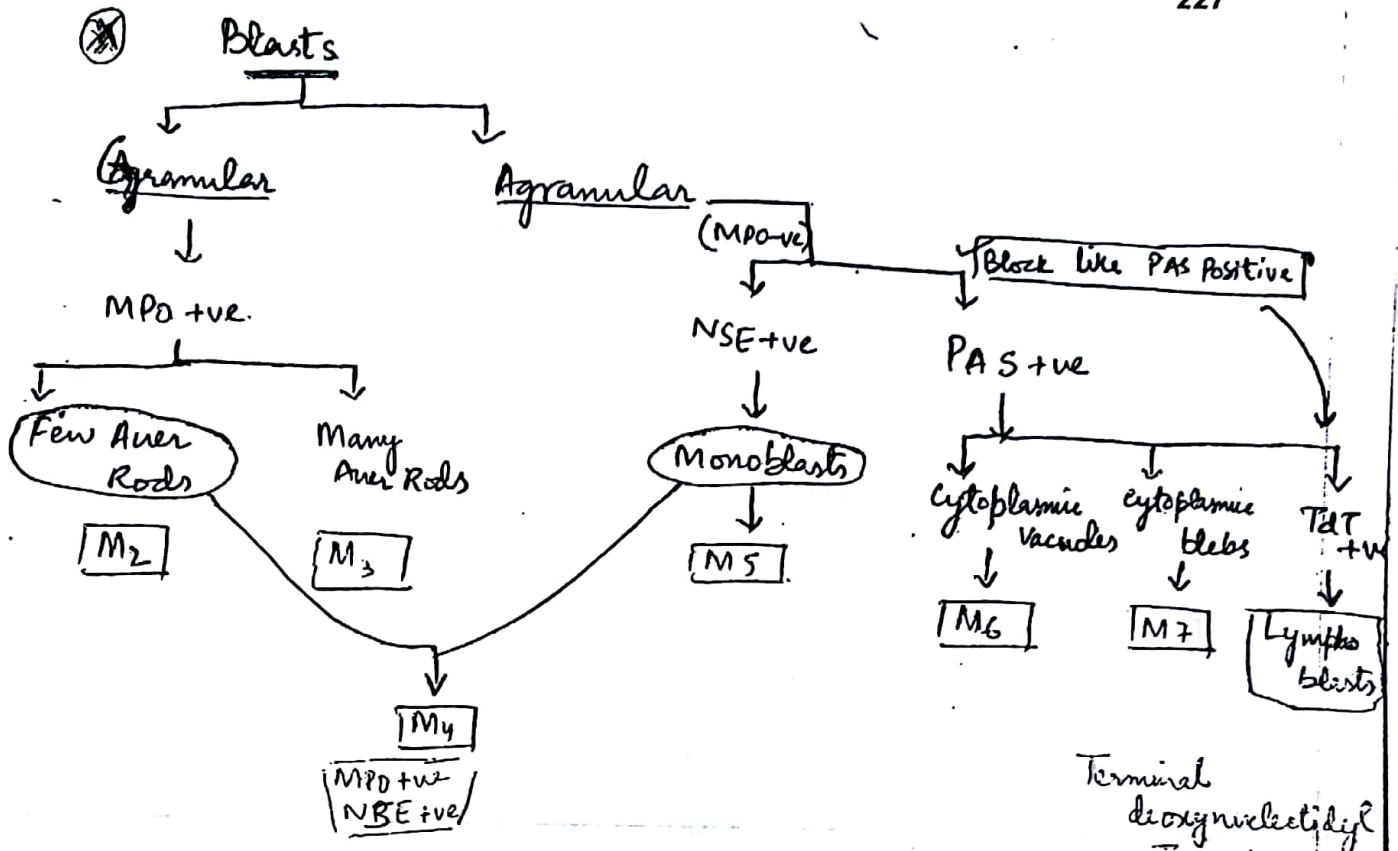 227
Blasts
(Agranular
Agranular
(MPO-ve)
Block like PAS Positive
MPO +ve.
NSE +ve
PAS +ve
Few Auer
Rods
Many
Auer Rods
Monoblasts
Cytoplasmic
Vacuoles
cytoplasmic
blebs
TdT
+v
M2
M3
M5
M6
M7
Lympho
blasts
M4
MPO +ve
NBE +ve
Terminal
deoxynucleotidyl